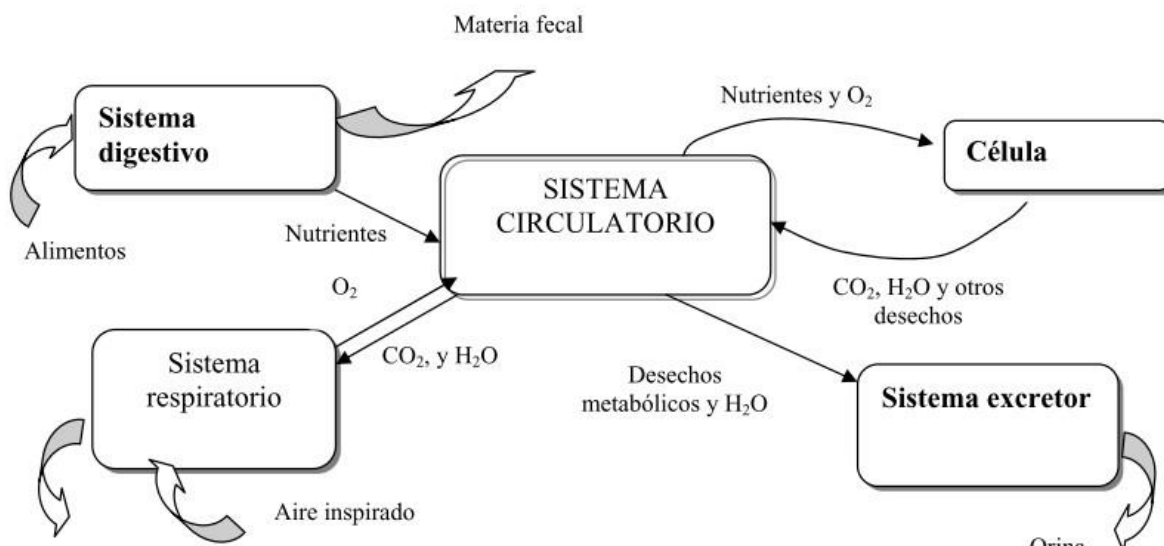 Materia fecal
Sistema
digestivo
Nutrientes y O₂
Célula
SISTEMA
CIRCULATORIO
Alimentos
Nutrientes
O₂
CO₂, H₂O y otros
desechos
Sistema
respiratorio
CO₂, y H₂O
Desechos
metabólicos y H₂O
Sistema excretor
Aire inspirado